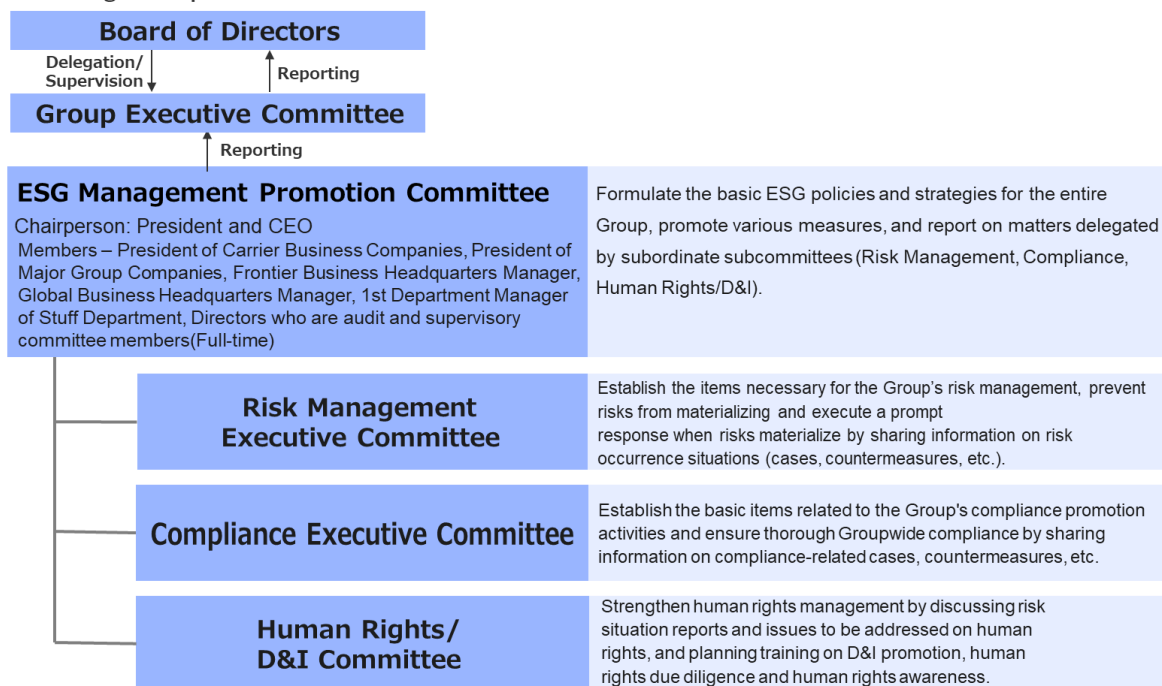 Board of Directors
Delegation/
Supervision
Reporting
Group Executive Committee
Reporting
ESG Management Promotion Committee
Chairperson: President and CEO
Members – President of Carrier Business Companies, President of
Major Group Companies, Frontier Business Headquarters Manager,
Global Business Headquarters Manager, 1st Department Manager
of Stuff Department, Directors who are audit and supervisory
committee members(Full-time)
Formulate the basic ESG policies and strategies for the entire
Group, promote various measures, and report on matters delegated
by subordinate subcommittees (Risk Management, Compliance,
Human Rights/D&I).
Risk Management
Executive Committee
Establish the items necessary for the Group's risk management, prevent
risks from materializing and execute a prompt
response when risks materialize by sharing information on risk
occurrence situations (cases, countermeasures, etc.).
Compliance Executive Committee
Establish the basic items related to the Group's compliance promotion
activities and ensure thorough Groupwide compliance by sharing
information on compliance-related cases, countermeasures, etc.
Human Rights/
D&I Committee
Strengthen human rights management by discussing risk
situation reports and issues to be addressed on human
rights, and planning training on D&I promotion, human
rights due diligence and human rights awareness.